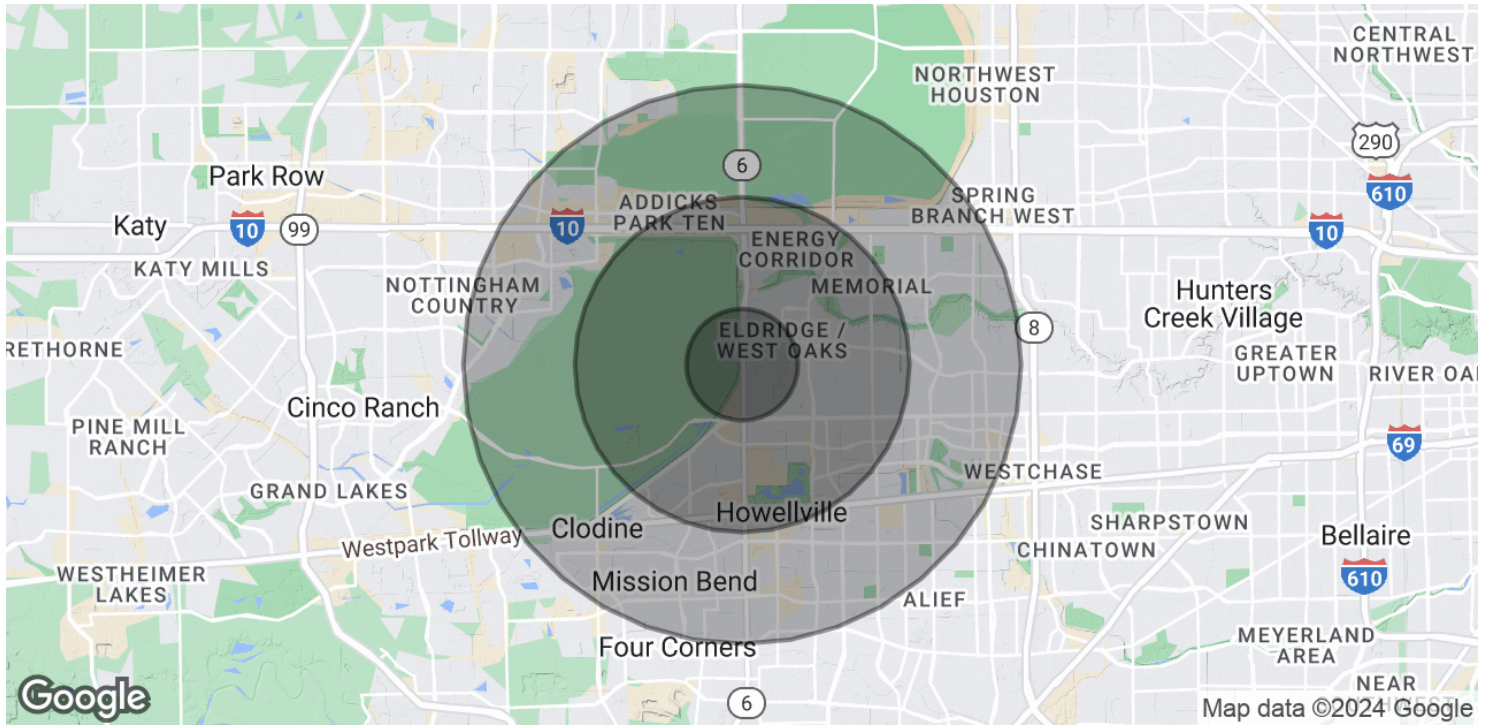 CENTRAL
NORTHWEST
NORTHWEST
HOUSTON
290
6
Park Row
610
ADDICKS
PARK TEN
SPRING
BRANCH WEST
Katy
10
99
10
10
ENERGY
CORRIDOR
KATY MILLS
NOTTINGHAM
COUNTRY
MEMORIAL
Hunters
Creek Village
8
ELDRIDGE /
WEST OAKS
RETHORNE
GREATER
UPTOWN
RIVER OA
Cinco Ranch
PINE MILL
RANCH
69
WESTCHASE
GRAND LAKES
Howellville
Clodine
SHARPSTOWN
Westpark Tollway
CHINATOWN
Bellaire
WESTHEIMER
LAKES
Mission Bend
610
ALIEF
Four Corners
MEYERLAND
AREA
NEAR
Google
6
Map data ©2024 Google